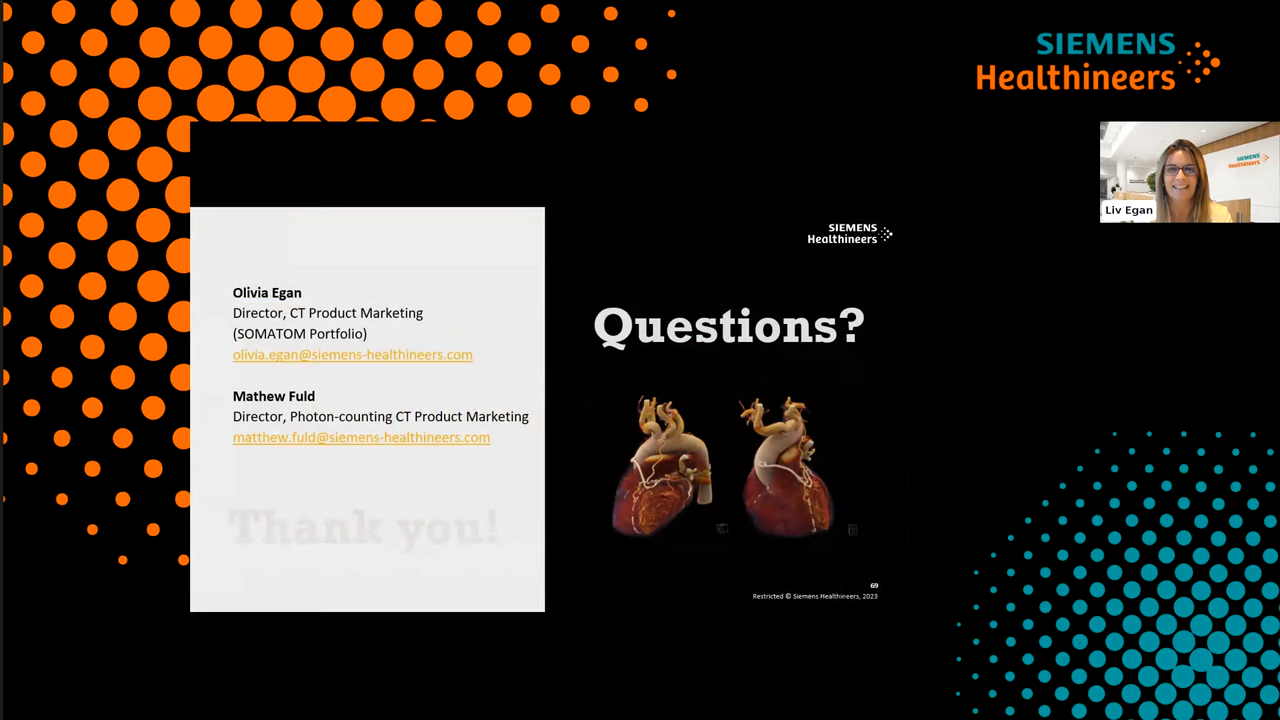 SIEMENS
Healthineers
SIEMENS
Healthineers
Liv Egan
SIEMENS
Healthineers
Olivia Egan
Director, CT Product Marketing
(SOMATOM Portfolio)
olivia.egan@siemens-healthineers.com
Mathew Fuld
Director, Photon-counting CT Product Marketing
matthew.fuld@siemens-healthineers.com
Thank you!
Questions?
69
Restricted © Siemens Healthineers, 2023